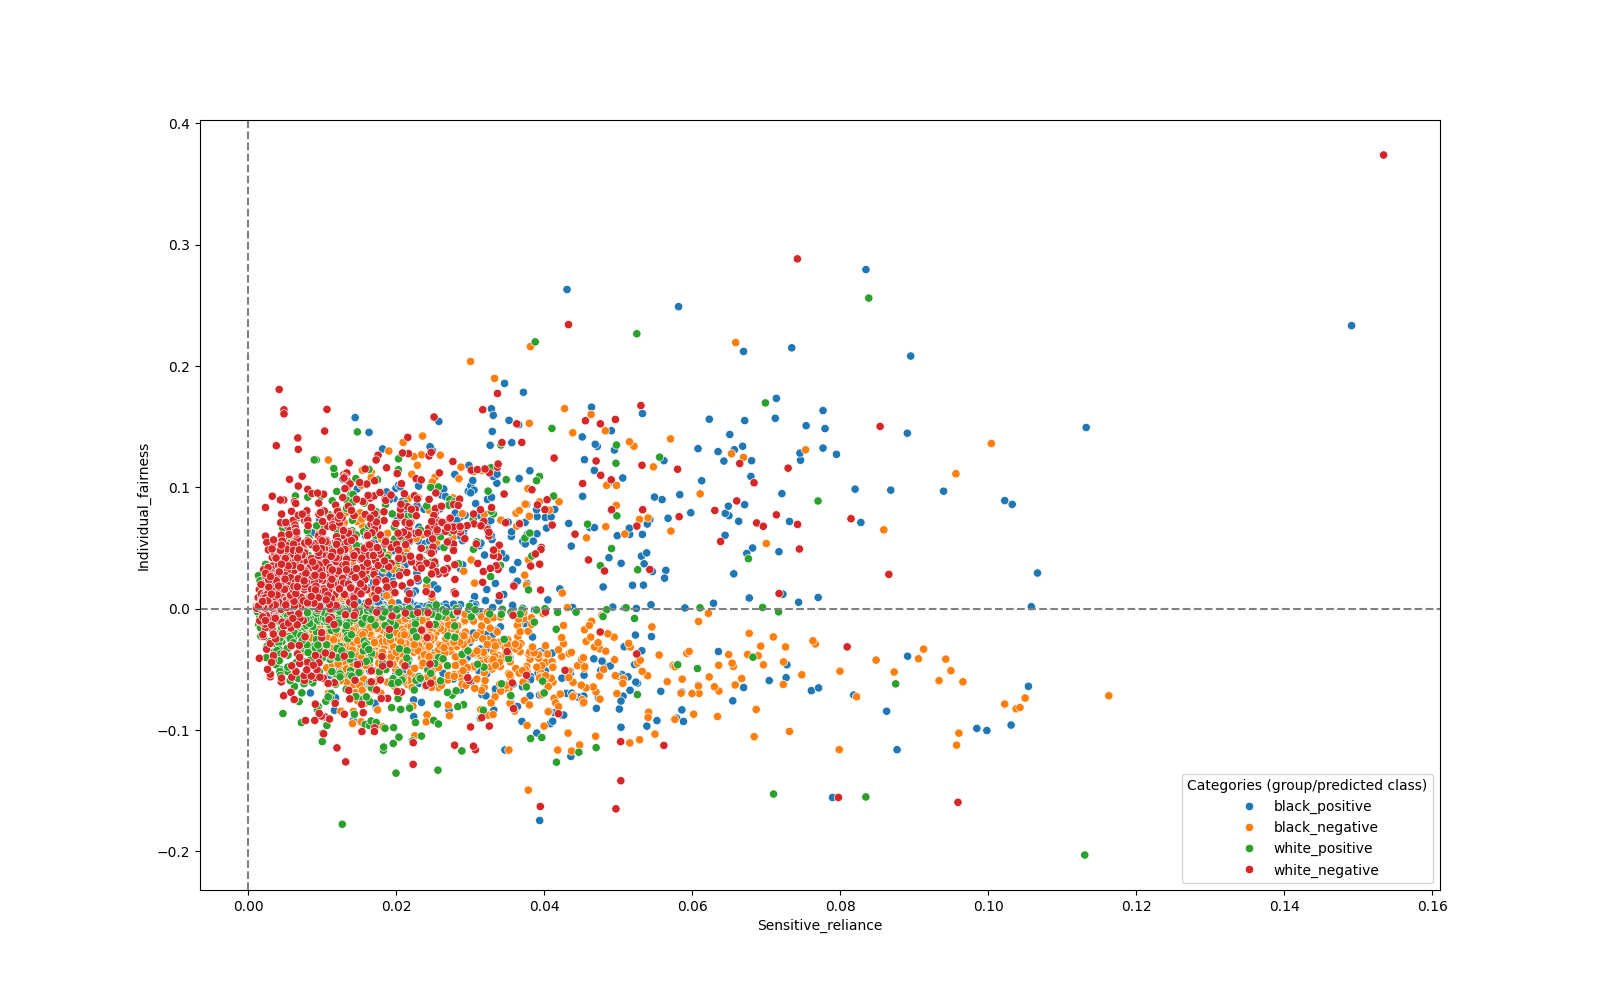 0.4
0.3
0.2
0.1
0.0
−0.1
−0.2
Individual_fairness
0.00 0.02 0.04 0.06 0.08 0.10 0.12 0.14 0.16
Sensitive_reliance
Categories (group/predicted class)
black_positive
black_negative
white_positive
white_negative